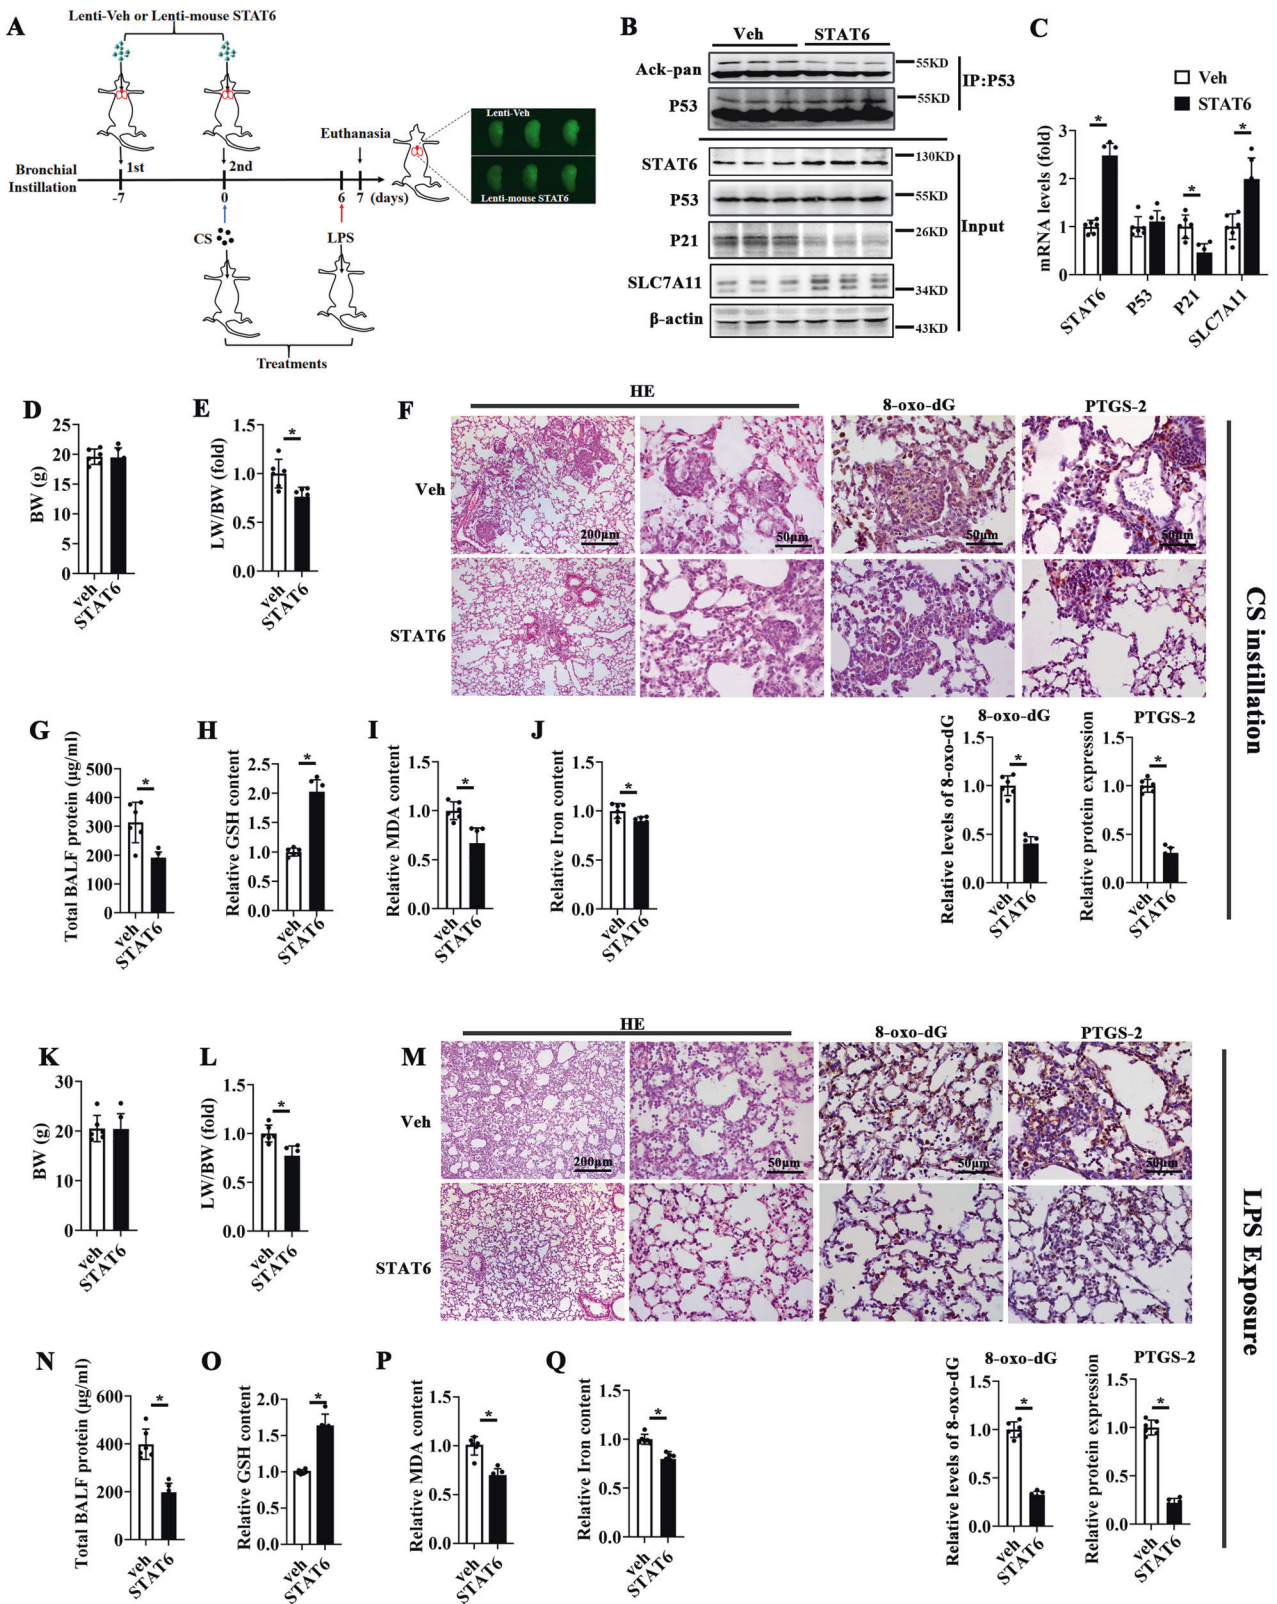 A
Lenti-Veh or Lenti-mouse STAT6
Bronchial
Instillation
1st
2nd
Euthanasia
-7
0
6
7
(days)
CS
LPS
Treatments
Lenti-Veh
Lenti-mouse STAT6
B
Veh
STAT6
Ack-pan
55KD
P53
55KD
IP:P53
STAT6
130KD
P53
55KD
P21
26KD
SLC7A11
34KD
β-actin
43KD
Input
C
Veh
STAT6
mRNA levels (fold)
3
2
1
0
*
*
*
STAT6
P53
P21
SLC7A11
D
BW (g)
25
20
15
10
5
0
veh
STAT6
E
LW/BW (fold)
1.5
1.0
0.5
0.0
*
veh
STAT6
F
HE
8-oxo-dG
PTGS-2
Veh
200μm
50μm
50μm
50μm
STAT6
CS instillation
G
Total BALF protein (μg/ml)
500
400
300
200
100
0
*
veh
STAT6
H
Relative GSH content
2.5
2.0
1.5
1.0
0.5
0.0
*
veh
STAT6
I
Relative MDA content
1.5
1.0
0.5
0.0
*
veh
STAT6
J
Relative Iron content
1.5
1.0
0.5
0.0
*
veh
STAT6
8-oxo-dG
Relative levels of 8-oxo-dG
1.5
1.0
0.5
0.0
*
veh
STAT6
PTGS-2
Relative protein expression
1.5
1.0
0.5
0.0
*
veh
STAT6
K
BW (g)
30
20
10
0
veh
STAT6
L
LW/BW (fold)
1.5
1.0
0.5
0.0
*
veh
STAT6
M
HE
8-oxo-dG
PTGS-2
Veh
200μm
50μm
50μm
50μm
STAT6
LPS Exposure
N
Total BALF protein (μg/ml)
600
400
200
0
*
veh
STAT6
O
Relative GSH content
2.0
1.5
1.0
0.5
0.0
*
veh
STAT6
P
Relative MDA content
1.5
1.0
0.5
0.0
*
veh
STAT6
Q
Relative Iron content
1.5
1.0
0.5
0.0
*
veh
STAT6
8-oxo-dG
Relative levels of 8-oxo-dG
1.5
1.0
0.5
0.0
*
veh
STAT6
PTGS-2
Relative protein expression
1.5
1.0
0.5
0.0
*
veh
STAT6